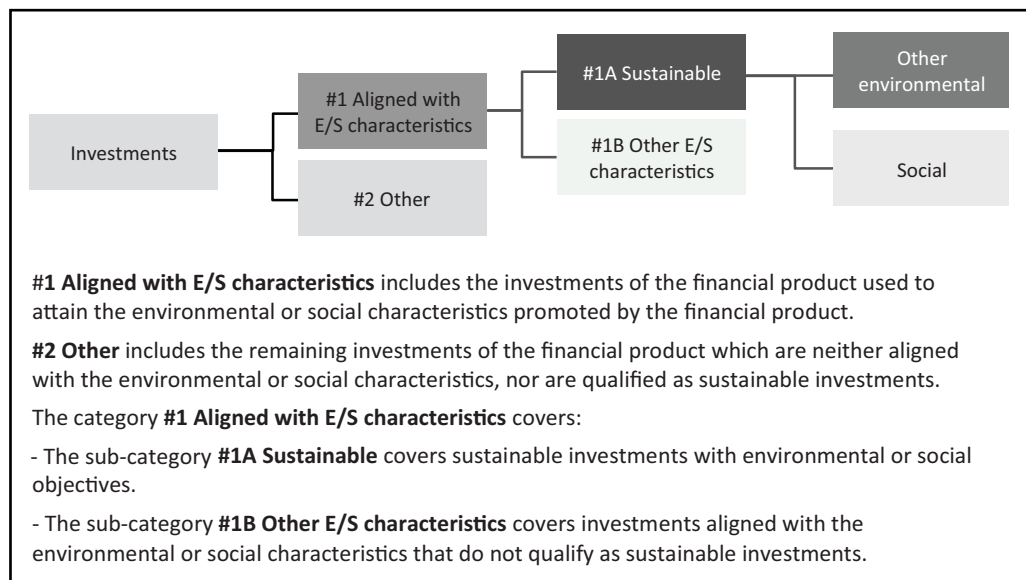 Investments
#1 Aligned with
E/S characteristics
#2 Other
#1A Sustainable
#1B Other E/S
characteristics
Other
environmental
Social
#1 Aligned with E/S characteristics includes the investments of the financial product used to
attain the environmental or social characteristics promoted by the financial product.
#2 Other includes the remaining investments of the financial product which are neither aligned
with the environmental or social characteristics, nor are qualified as sustainable investments.
The category #1 Aligned with E/S characteristics covers:
- The sub-category #1A Sustainable covers sustainable investments with environmental or social
objectives.
- The sub-category #1B Other E/S characteristics covers investments aligned with the
environmental or social characteristics that do not qualify as sustainable investments.